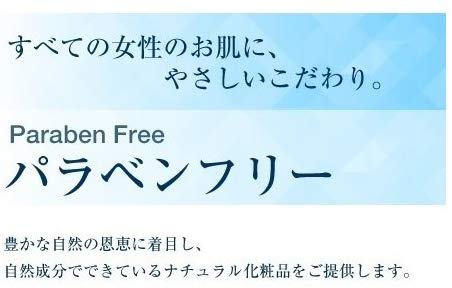 すべての女性のお肌に、
やさしいこだわり。
Paraben Free
パラベンフリー
豊かな自然の恩恵に着目し、
自然成分でできているナチュラル化粧品をご提供します。